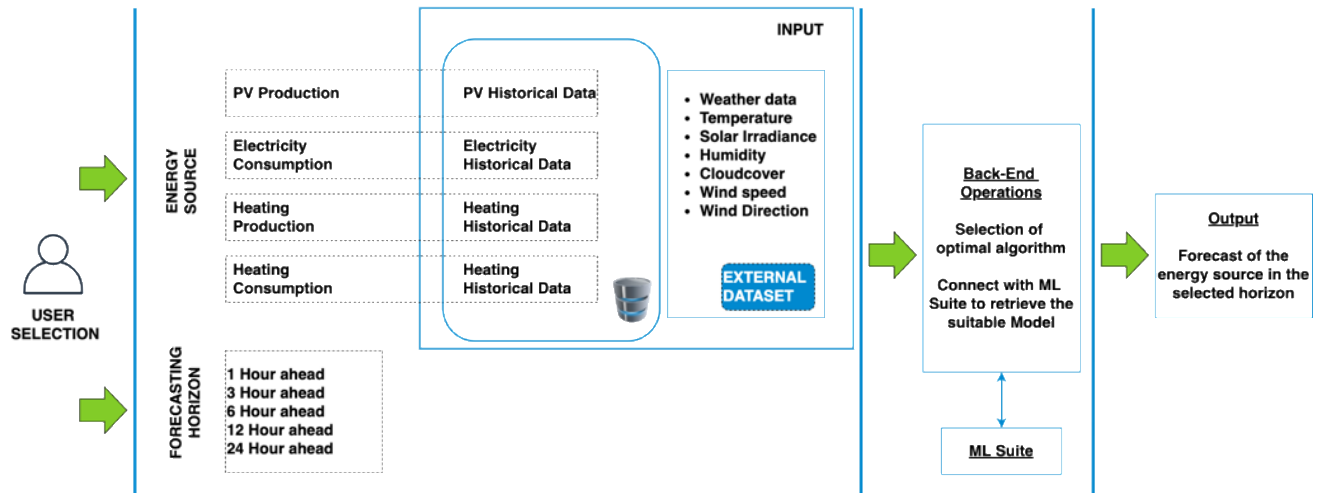 USER
SELECTION
ENERGY
SOURCE
PV Production
Electricity
Consumption
Heating
Production
Heating
Consumption
FORECASTING
HORIZON
1 Hour ahead
3 Hour ahead
6 Hour ahead
12 Hour ahead
24 Hour ahead
INPUT
PV Historical Data
Electricity
Historical Data
Heating
Historical Data
Heating
Historical Data
• Weather data
• Temperature
• Solar Irradiance
• Humidity
• Cloudcover
• Wind speed
• Wind Direction
EXTERNAL
DATASET
Back-End
Operations
Selection of
optimal algorithm
Connect with ML
Suite to retrieve the
suitable Model
ML Suite
Output
Forecast of the
energy source in the
selected horizon